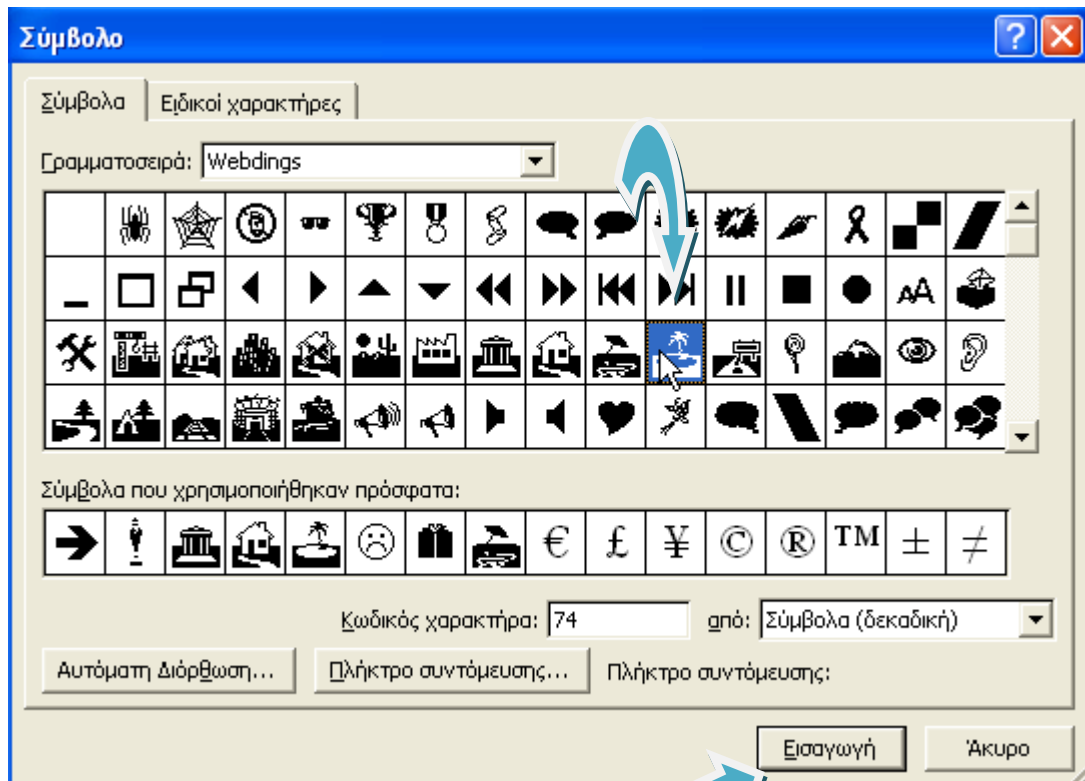 Σύμβολο
Σύμβολα Ειδικοί χαρακτήρες
Γραμματοσειρά: Webdings
Σύμβολα που χρησιμοποιήθηκαν πρόσφατα:
€ £ ¥ © ® TM ± ≠
Κωδικός χαρακτήρα: 74 από: Σύμβολα (δεκαδική)
Αυτόματη Διόρθωση... Πλήκτρο συντόμευσης... Πλήκτρο συντόμευσης:
Εισαγωγή Άκυρο